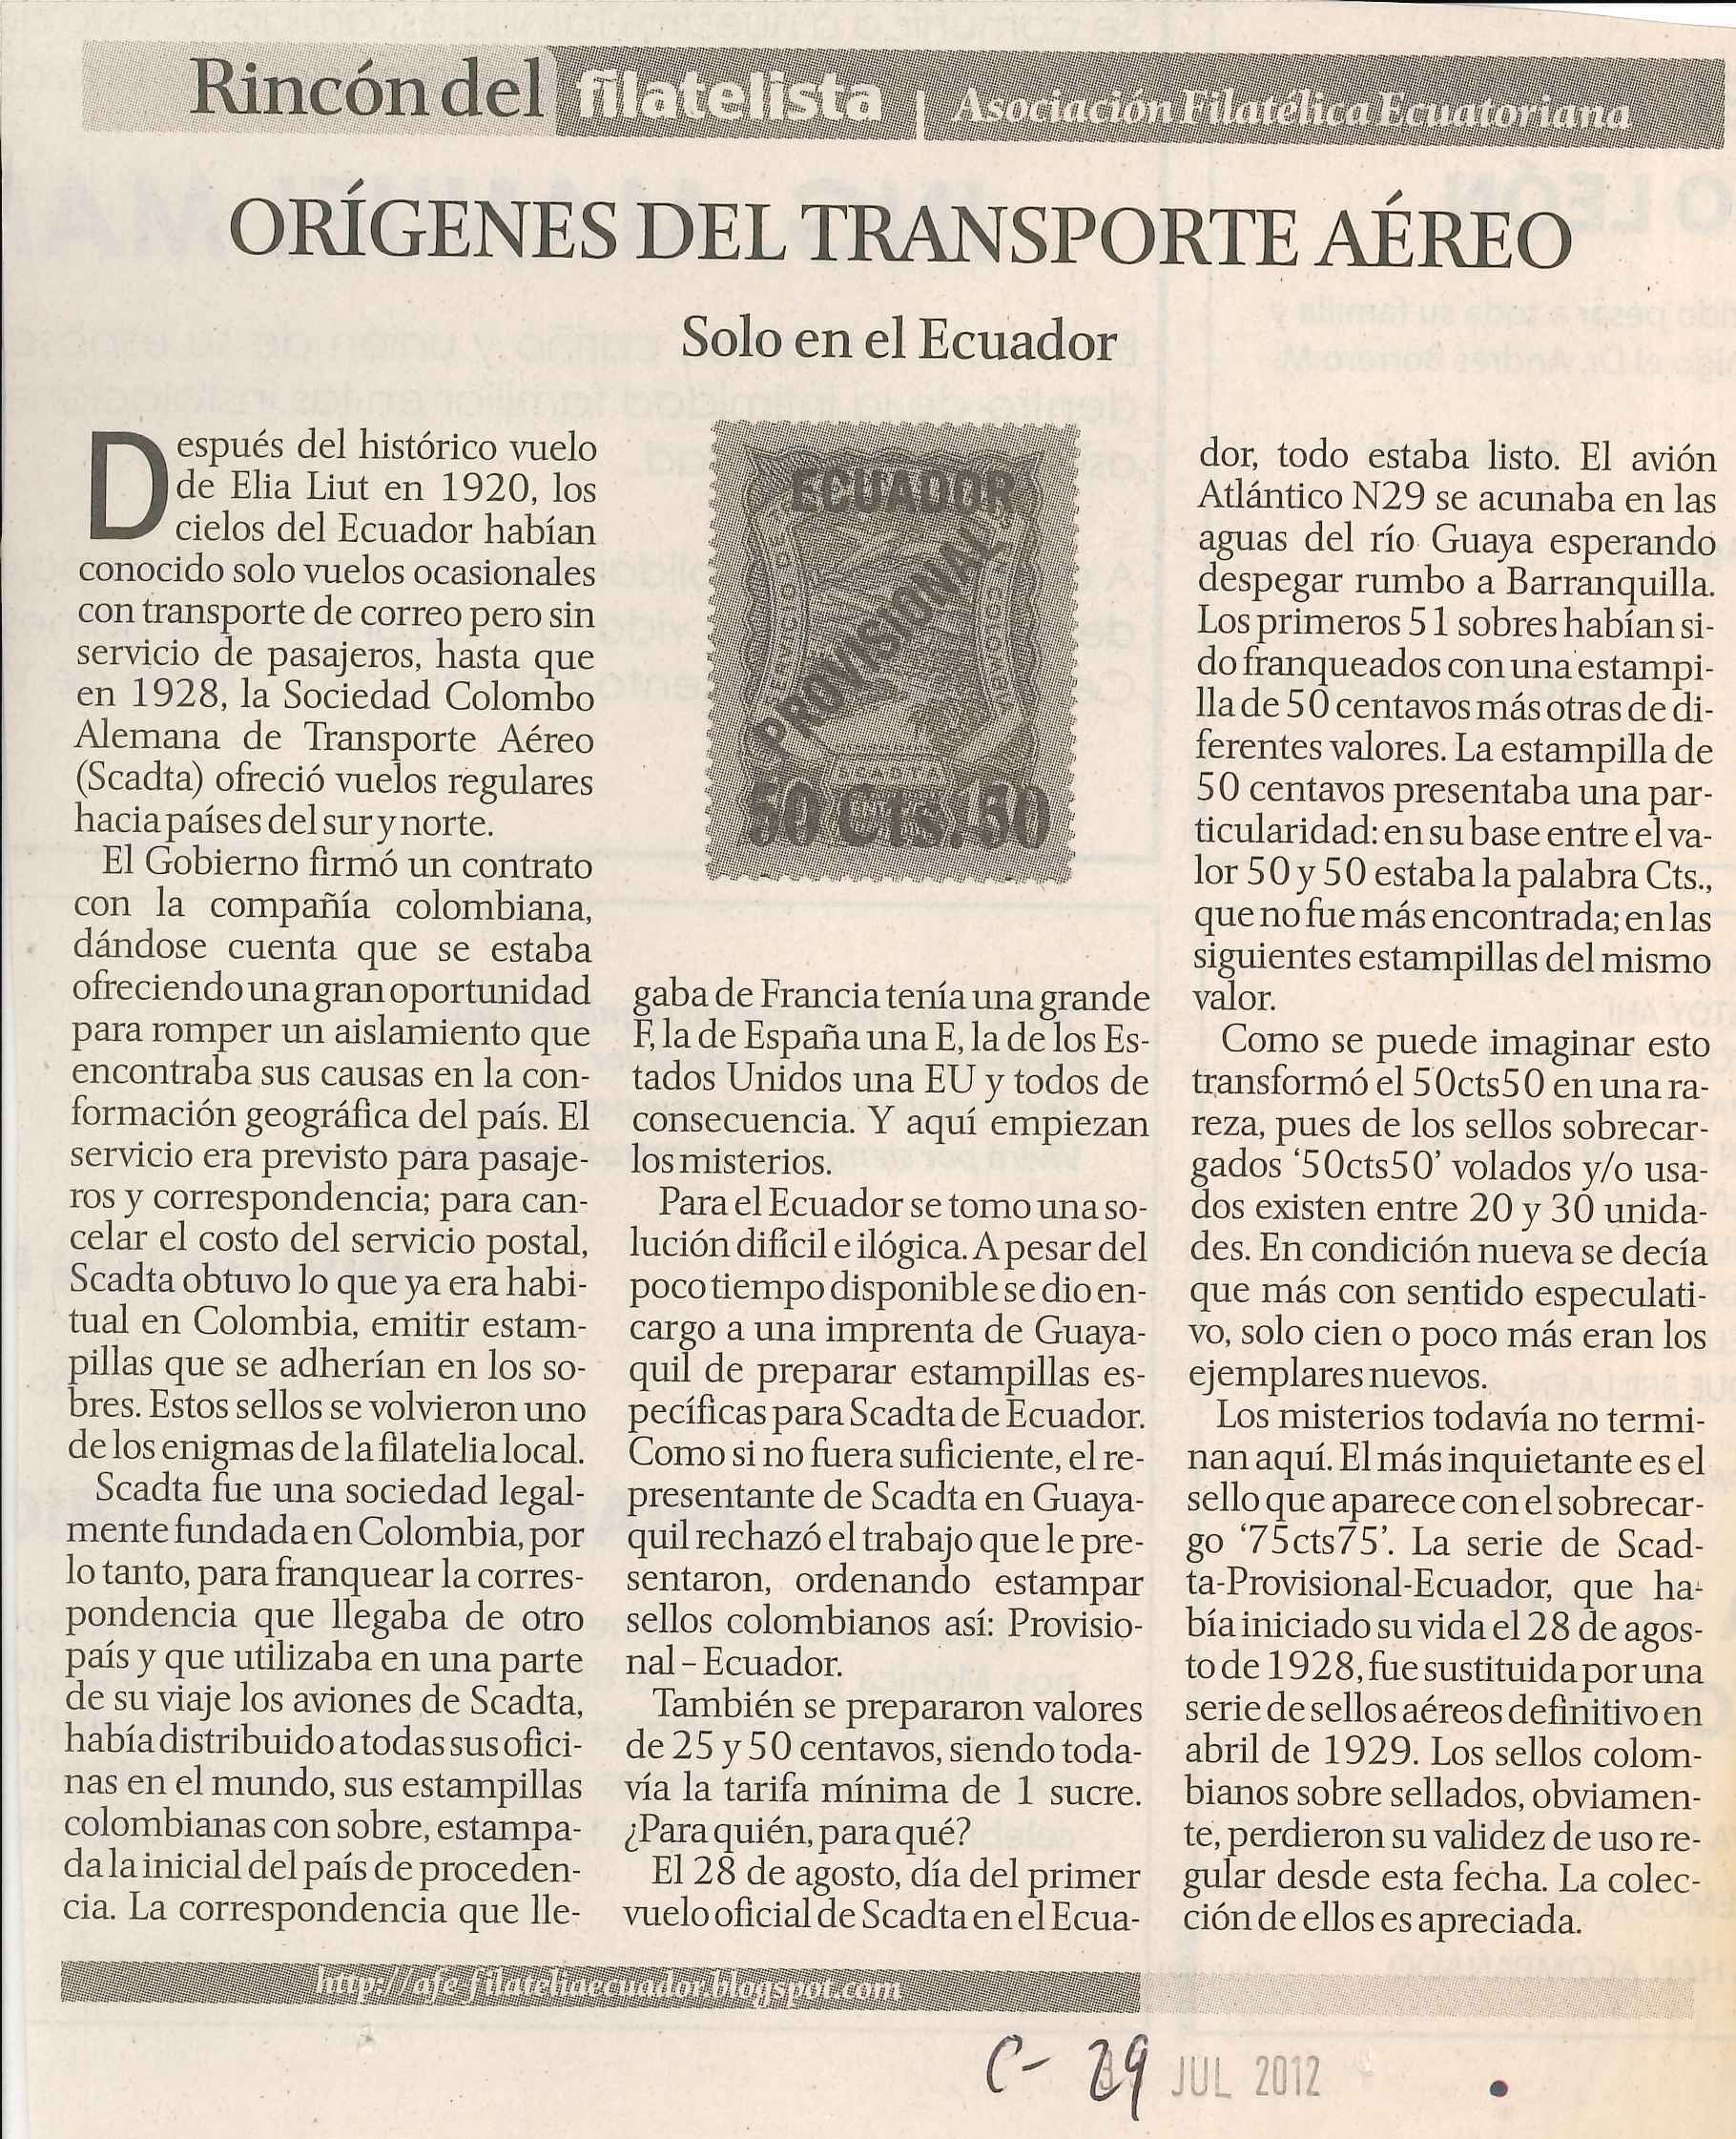 Rincón del filatelista | Asociación Filatélica Ecuatoriana
ORÍGENES DEL TRANSPORTE AÉREO
Solo en el Ecuador
Después del histórico vuelo
de Elia Liut en 1920, los
cielos del Ecuador habían
conocido solo vuelos ocasionales
con transporte de correo pero sin
servicio de pasajeros, hasta que
en 1928, la Sociedad Colombo
Alemana de Transporte Aéreo
(Scadta) ofreció vuelos regulares
hacia países del sur y norte.
El Gobierno firmó un contrato
con la compañía colombiana,
dándose cuenta que se estaba
ofreciendo una gran oportunidad
para romper un aislamiento que
encontraba sus causas en la con-
formación geográfica del país. El
servicio era previsto para pasaje-
ros y correspondencia; para can-
celar el costo del servicio postal,
Scadta obtuvo lo que ya era habi-
tual en Colombia, emitir estam-
pillas que se adherían en los so-
bres. Estos sellos se volvieron uno
de los enigmas de la filatelia local.
Scadta fue una sociedad legal-
mente fundada en Colombia, por
lo tanto, para franquear la corres-
pondencia que llegaba de otro
país y que utilizaba en una parte
de su viaje los aviones de Scadta,
había distribuido a todas sus ofici-
nas en el mundo, sus estampillas
colombianas con sobre, estampa-
da la inicial del país de proceden-
cia. La correspondencia que lle-
ECUADOR
PROVISIONAL
SCADTA
50 Cts. 50
gaba de Francia tenía una grande
F, la de España una E, la de los Es-
tados Unidos una EU y todos de
consecuencia. Y aquí empiezan
los misterios.
Para el Ecuador se tomo una so-
lución difícil e ilógica. A pesar del
poco tiempo disponible se dio en-
cargo a una imprenta de Guaya-
quil de preparar estampillas es-
pecíficas para Scadta de Ecuador.
Como si no fuera suficiente, el re-
presentante de Scadta en Guaya-
quil rechazó el trabajo que le pre-
sentaron, ordenando estampar
sellos colombianos así: Provisio-
nal – Ecuador.
También se prepararon valores
de 25 y 50 centavos, siendo toda-
vía la tarifa mínima de 1 sucre.
¿Para quién, para qué?
El 28 de agosto, día del primer
vuelo oficial de Scadta en el Ecua-
dor, todo estaba listo. El avión
Atlántico N29 se acunaba en las
aguas del río Guaya esperando
despegar rumbo a Barranquilla.
Los primeros 51 sobres habían si-
do franqueados con una estampi-
lla de 50 centavos más otras de di-
ferentes valores. La estampilla de
50 centavos presentaba una par-
ticularidad: en su base entre el va-
lor 50 y 50 estaba la palabra Cts.,
que no fue más encontrada; en las
siguientes estampillas del mismo
valor.
Como se puede imaginar esto
transformó el 50cts50 en una ra-
reza, pues de los sellos sobrecar-
gados ‘50cts50’ volados y/o usa-
dos existen entre 20 y 30 unida-
des. En condición nueva se decía
que más con sentido especulati-
vo, solo cien o poco más eran los
ejemplares nuevos.
Los misterios todavía no termi-
nan aquí. El más inquietante es el
sello que aparece con el sobrecar-
go ‘75cts75’. La serie de Scad-
ta-Provisional-Ecuador, que ha-
bía iniciado su vida el 28 de agos-
to de 1928, fue sustituida por una
serie de sellos aéreos definitivo en
abril de 1929. Los sellos colom-
bianos sobre sellados, obviamen-
te, perdieron su validez de uso re-
gular desde esta fecha. La colec-
ción de ellos es apreciada.
http://afe-filateliaecuador.blogspot.com
C- 29 JUL 2012